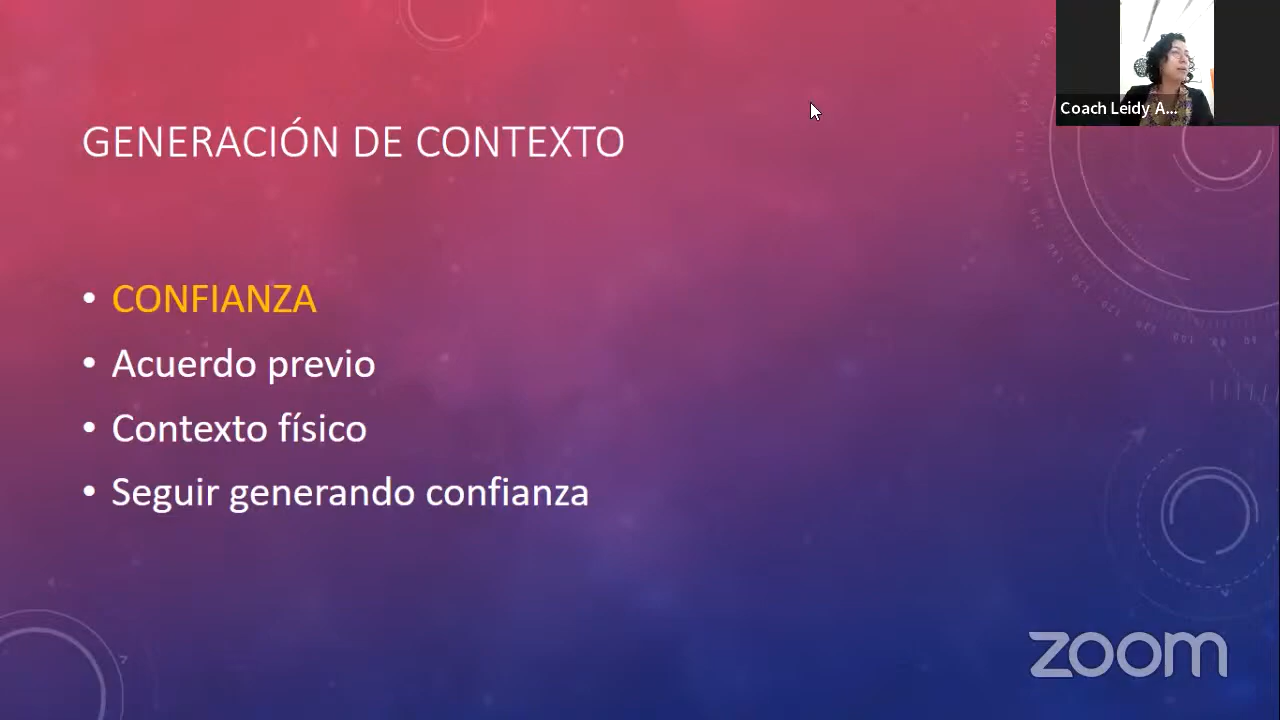 GENERACIÓN DE CONTEXTO
• CONFIANZA
• Acuerdo previo
• Contexto físico
• Seguir generando confianza
Coach Leidy A...
zoom